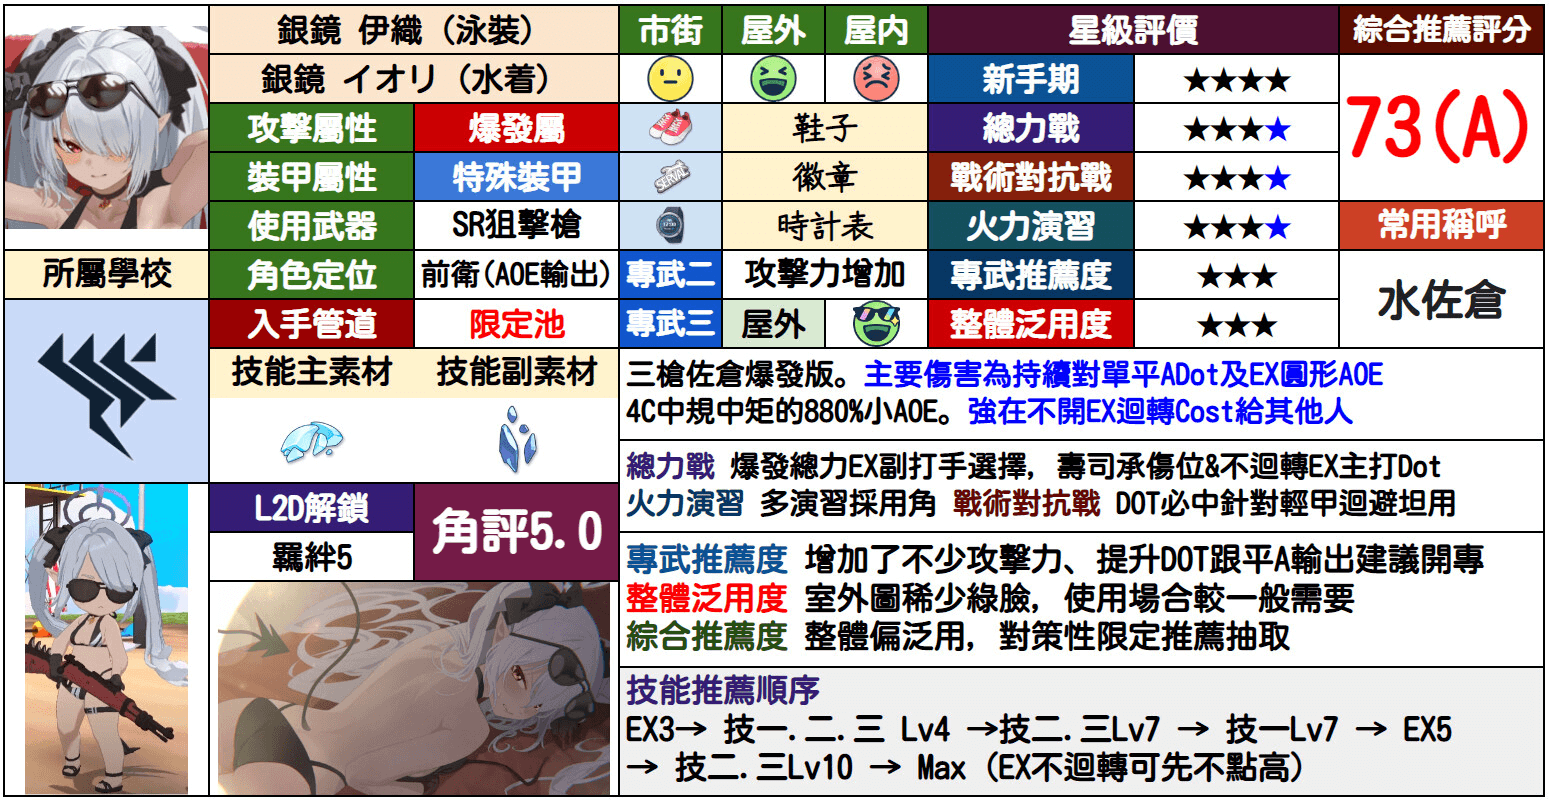 銀鏡 伊織（泳裝）
市街
屋外
屋內
星級評價
綜合推薦評分
銀鏡 イオリ（水着）
新手期
★★★★
73(A)
攻擊屬性
爆發屬
鞋子
總力戰
★★★★
裝甲屬性
特殊裝甲
SERVAL
徽章
戰術對抗戰
★★★★
使用武器
SR狙擊槍
時計表
火力演習
★★★★
常用稱呼
所屬學校
角色定位
前衛(AOE輸出)
專武二
攻擊力增加
專武推薦度
★★★
水佐倉
入手管道
限定池
專武三
屋外
整體泛用度
★★★
技能主素材
技能副素材
三槍佐倉爆發版。主要傷害為持續對單平ADot及EX圓形AOE
4C中規中矩的880%小AOE。強在不開EX迴轉Cost給其他人
總力戰 爆發總力EX副打手選擇, 壽司承傷位&不迴轉EX主打Dot
火力演習 多演習採用角 戰術對抗戰 DOT必中針對輕甲迴避坦用
L2D解鎖
羈絆5
角評5.0
專武推薦度 增加了不少攻擊力、提升DOT跟平A輸出建議開專
整體泛用度 室外圖稀少綠臉, 使用場合較一般需要
綜合推薦度 整體偏泛用, 對策性限定推薦抽取
技能推薦順序
EX3→ 技一.二.三 Lv4 →技二.三Lv7 → 技一Lv7 → EX5
→ 技二.三Lv10 → Max（EX不迴轉可先不點高）